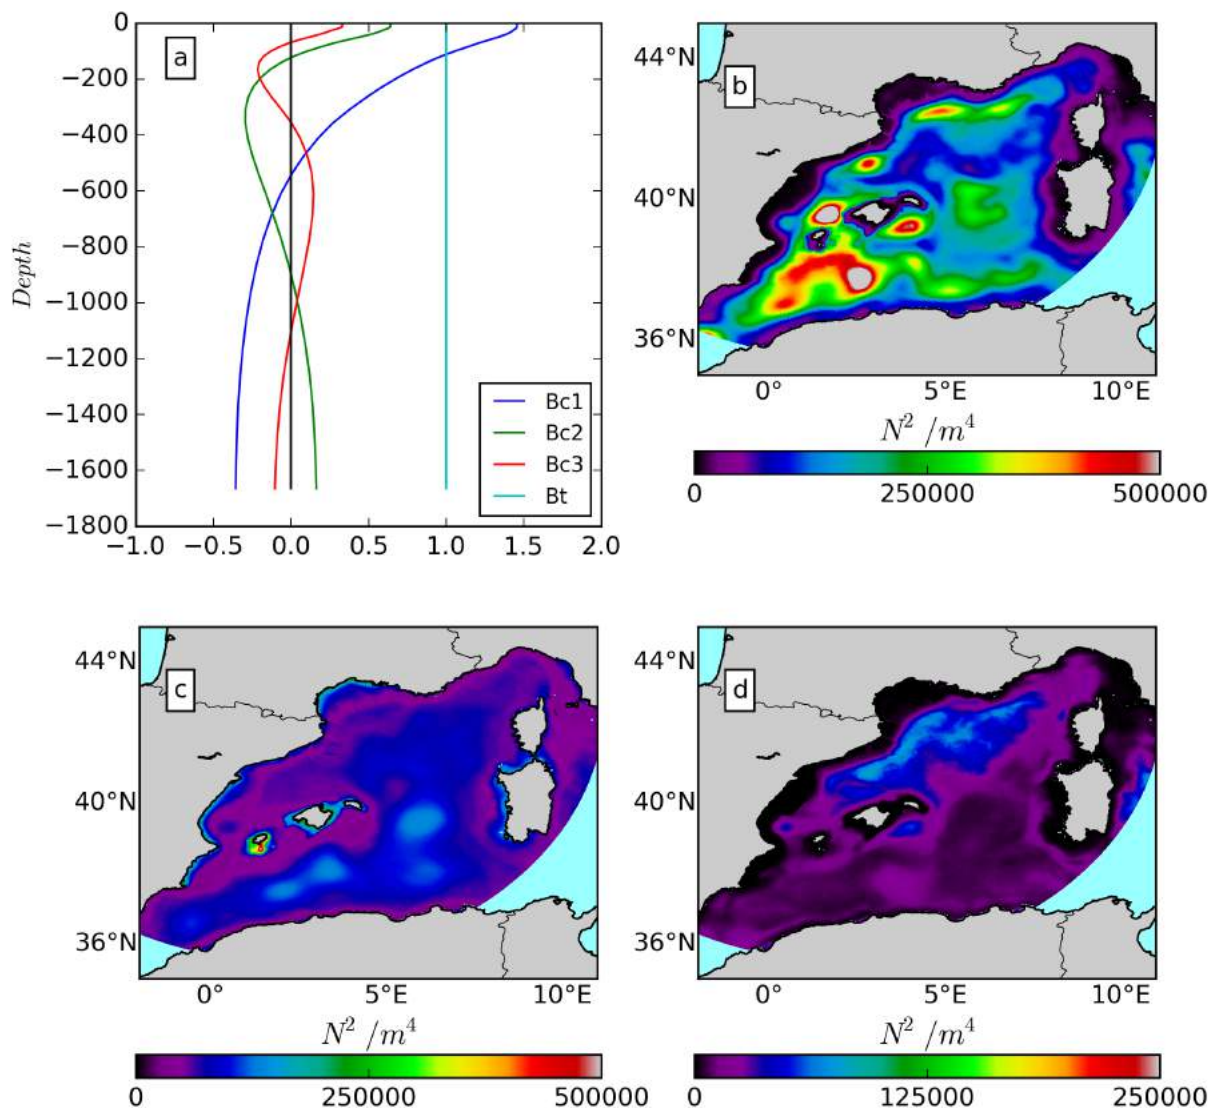 a
0
−200
−400
−600
−800
−1000
−1200
−1400
−1600
−1800
Depth
−1.0 −0.5 0.0 0.5 1.0 1.5 2.0
Bc1
Bc2
Bc3
Bt
b
44°N
40°N
36°N
0° 5°E 10°E
N² /m⁴
0 250000 500000
c
44°N
40°N
36°N
0° 5°E 10°E
N² /m⁴
0 250000 500000
d
44°N
40°N
36°N
0° 5°E 10°E
N² /m⁴
0 125000 250000